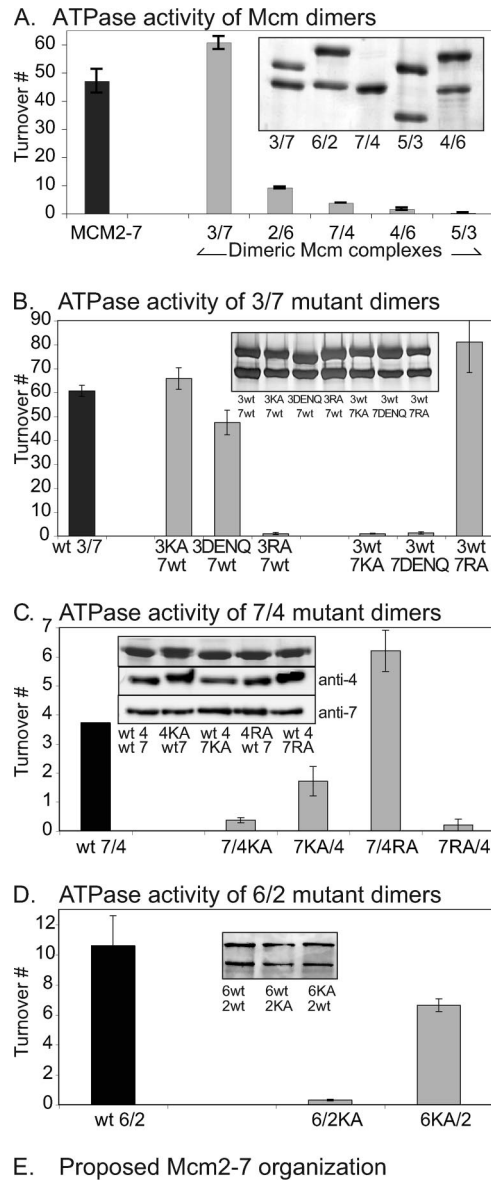 A. ATPase activity of Mcm dimers
Turnover #
60
50
40
30
20
10
0
3/7 6/2 7/4 5/3 4/6
MCM2-7 3/7 2/6 7/4 4/6 5/3
Dimeric Mcm complexes
B. ATPase activity of 3/7 mutant dimers
Turnover #
90
80
70
60
50
40
30
20
10
0
3wt 3KA 3DENQ 3RA 3wt 3wt 3wt
7wt 7wt 7wt 7wt 7KA 7DENQ 7RA
wt 3/7 3KA 3DENQ 3RA 3wt 3wt 3wt
7wt 7wt 7wt 7KA 7DENQ 7RA
C. ATPase activity of 7/4 mutant dimers
Turnover #
7
6
5
4
3
2
1
0
anti-4
anti-7
wt 4 4KA wt 4 4RA wt 4
wt 7 wt7 7KA wt 7 7RA
wt 7/4 7/4KA 7KA/4 7/4RA 7RA/4
D. ATPase activity of 6/2 mutant dimers
Turnover #
12
10
8
6
4
2
0
6wt 6wt 6KA
2wt 2KA 2wt
wt 6/2 6/2KA 6KA/2
E. Proposed Mcm2-7 organization